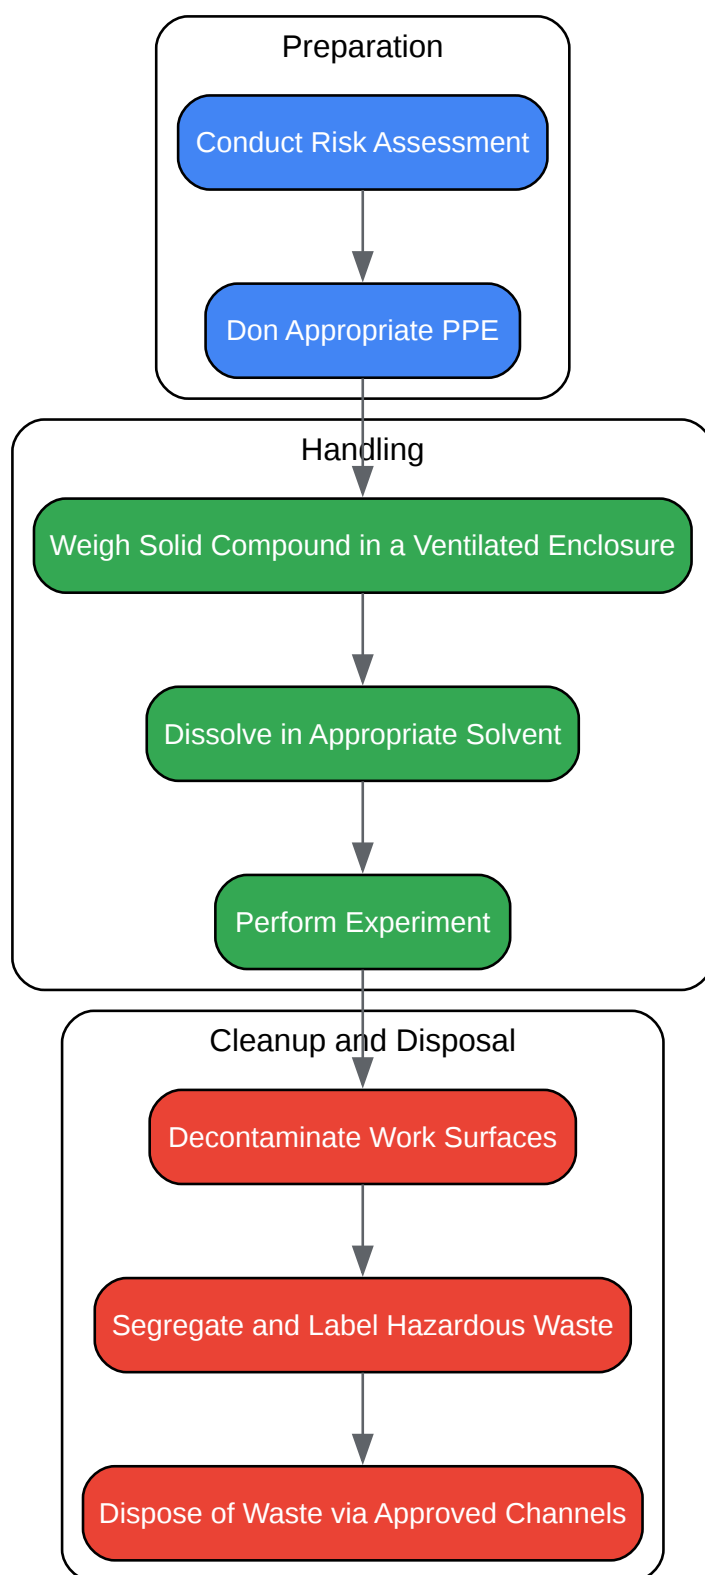 Preparation
Conduct Risk Assessment
Don Appropriate PPE
Handling
Weigh Solid Compound in a Ventilated Enclosure
Dissolve in Appropriate Solvent
Perform Experiment
Cleanup and Disposal
Decontaminate Work Surfaces
Segregate and Label Hazardous Waste
Dispose of Waste via Approved Channels